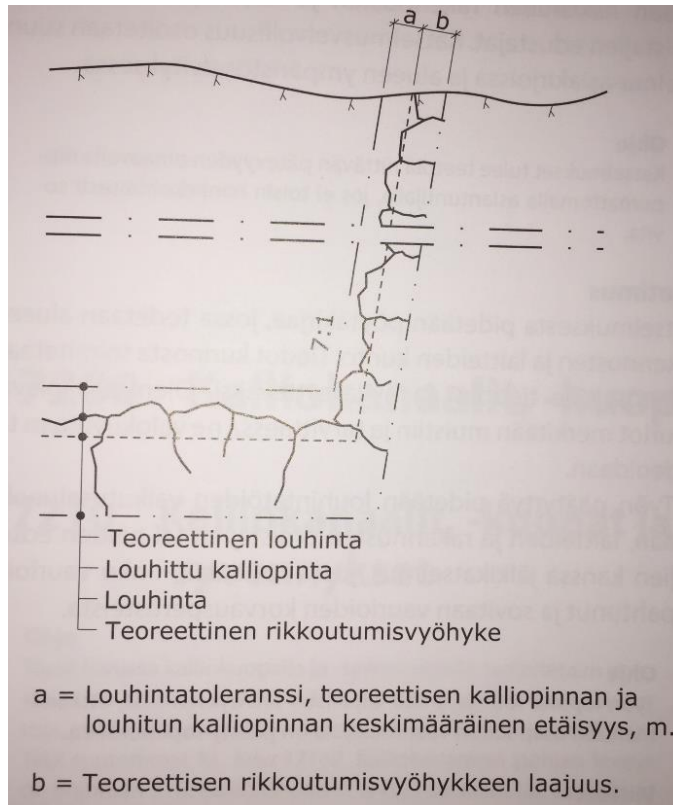 a b
7:1
Teoreettinen louhinta
Louhittu kalliopinta
Louhinta
Teoreettinen rikkoutumisvyöhyke
a = Louhintatoleranssi, teoreettisen kalliopinnan ja
louhitun kalliopinnan keskimääräinen etäisyys, m.
b = Teoreettisen rikkoutumisvyöhykkeen laajuus.